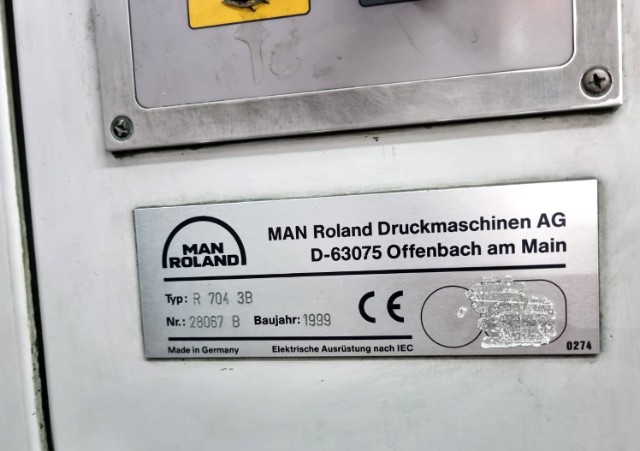 MAN
ROLAND
MAN Roland Druckmaschinen AG
D-63075 Offenbach am Main
Typ: R 704 3B
Nr.: 28067 B Baujahr: 1999
CE
Made in Germany Elektrische Ausrüstung nach IEC 0274